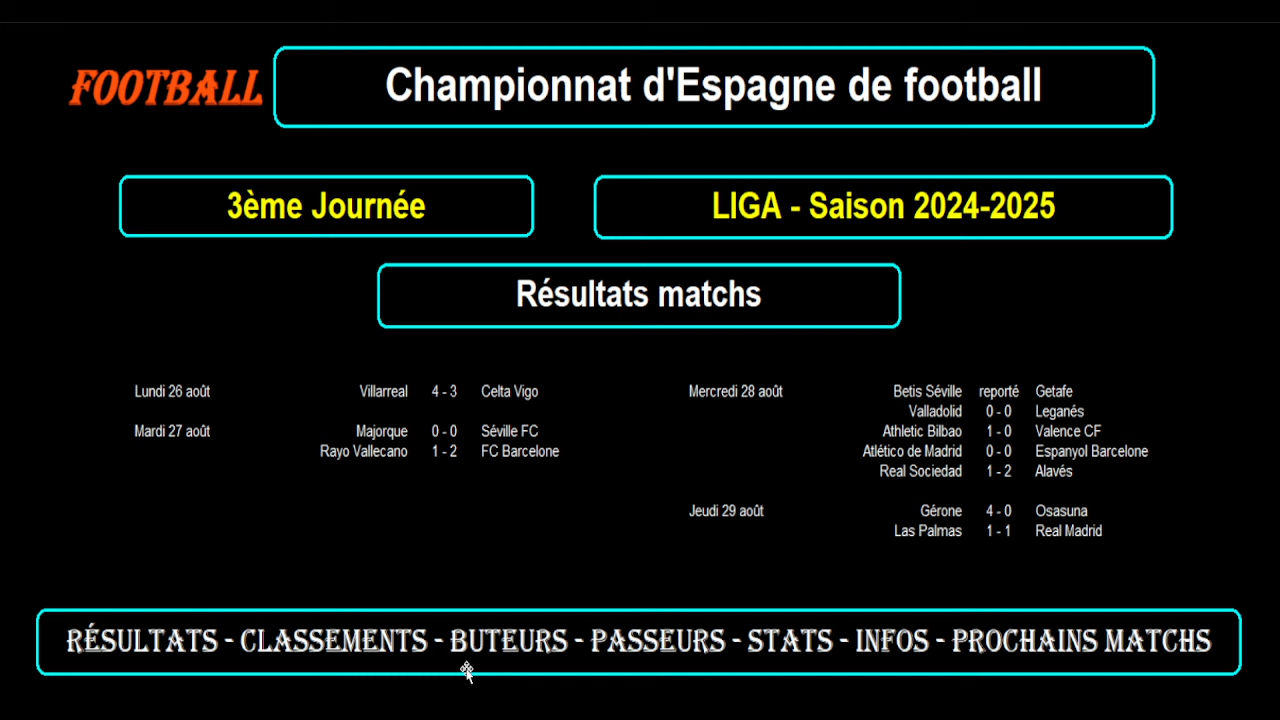 FOOTBALL
Championnat d'Espagne de football
3ème Journée
LIGA - Saison 2024-2025
Résultats matchs
Lundi 26 août Villarreal 4 - 3 Celta Vigo
Mardi 27 août Majorque 0 - 0 Séville FC
Rayo Vallecano 1 - 2 FC Barcelone
Mercredi 28 août Betis Séville reporté Getafe
Valladolid 0 - 0 Leganés
Athletic Bilbao 1 - 0 Valence CF
Atlético de Madrid 0 - 0 Espanyol Barcelone
Real Sociedad 1 - 2 Alavés
Jeudi 29 août Gérone 4 - 0 Osasuna
Las Palmas 1 - 1 Real Madrid
RÉSULTATS - CLASSEMENTS - BUTEURS - PASSEURS - STATS - INFOS - PROCHAINS MATCHS